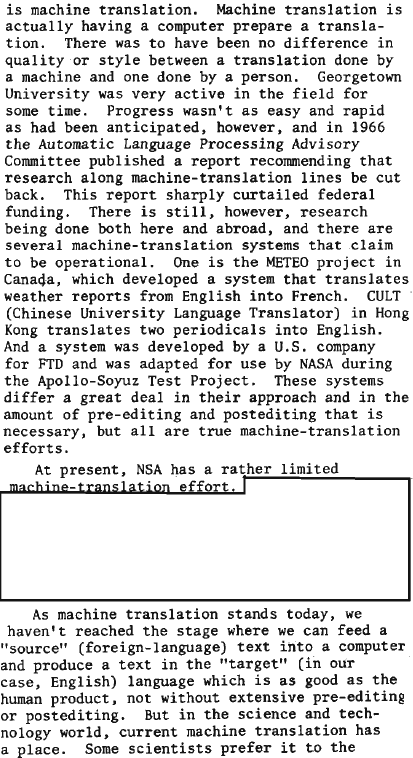 is machine translation.  Machine translation is
actually having a computer prepare a transla-
tion.  There was to have been no difference in
quality or style between a translation done by
a machine and one done by a person.  Georgetown
University was very active in the field for
some time.  Progress wasn't as easy and rapid
as had been anticipated, however, and in 1966
the Automatic Language Processing Advisory
Committee published a report recommending that
research along machine-translation lines be cut
back.  This report sharply curtailed federal
funding.  There is still, however, research
being done both here and abroad, and there are
several machine-translation systems that claim
to be operational.  One is the METEO project in
Canada, which developed a system that translates
weather reports from English into French.  CULT
(Chinese University Language Translator) in Hong
Kong translates two periodicals into English.
And a system was developed by a U.S. company
for FTD and was adapted for use by NASA during
the Apollo-Soyuz Test Project.  These systems
differ a great deal in their approach and in the
amount of pre-editing and postediting that is
necessary, but all are true machine-translation
efforts.
At present, NSA has a rather limited
machine-translation effort.
As machine translation stands today, we
haven't reached the stage where we can feed a
"source" (foreign-language) text into a computer
and produce a text in the "target" (in our
case, English) language which is as good as the
human product, not without extensive pre-editing
or postediting.  But in the science and tech-
nology world, current machine translation has
a place.  Some scientists prefer it to the